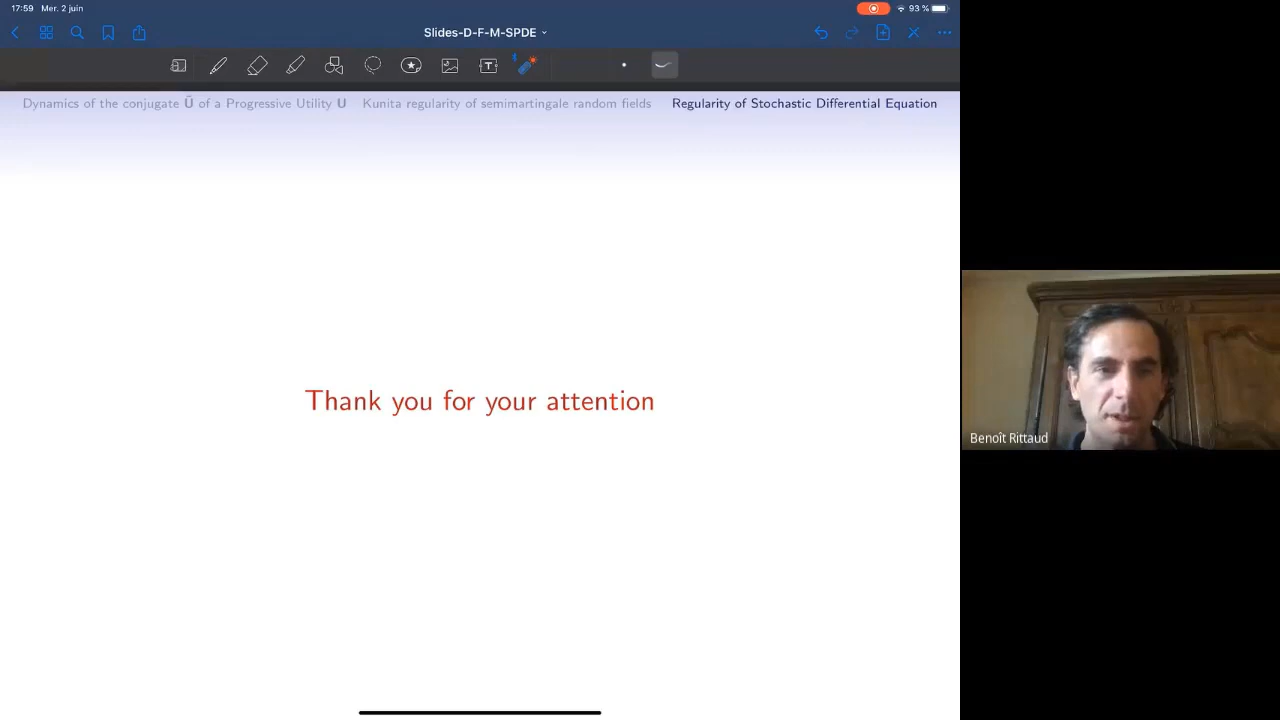 17:59 Mer. 2 juin
93 %
Slides-D-F-M-SPDE
T
Dynamics of the conjugate Ũ of a Progressive Utility U Kunita regularity of semimartingale random fields Regularity of Stochastic Differential Equation
Thank you for your attention
Benoît Rittaud